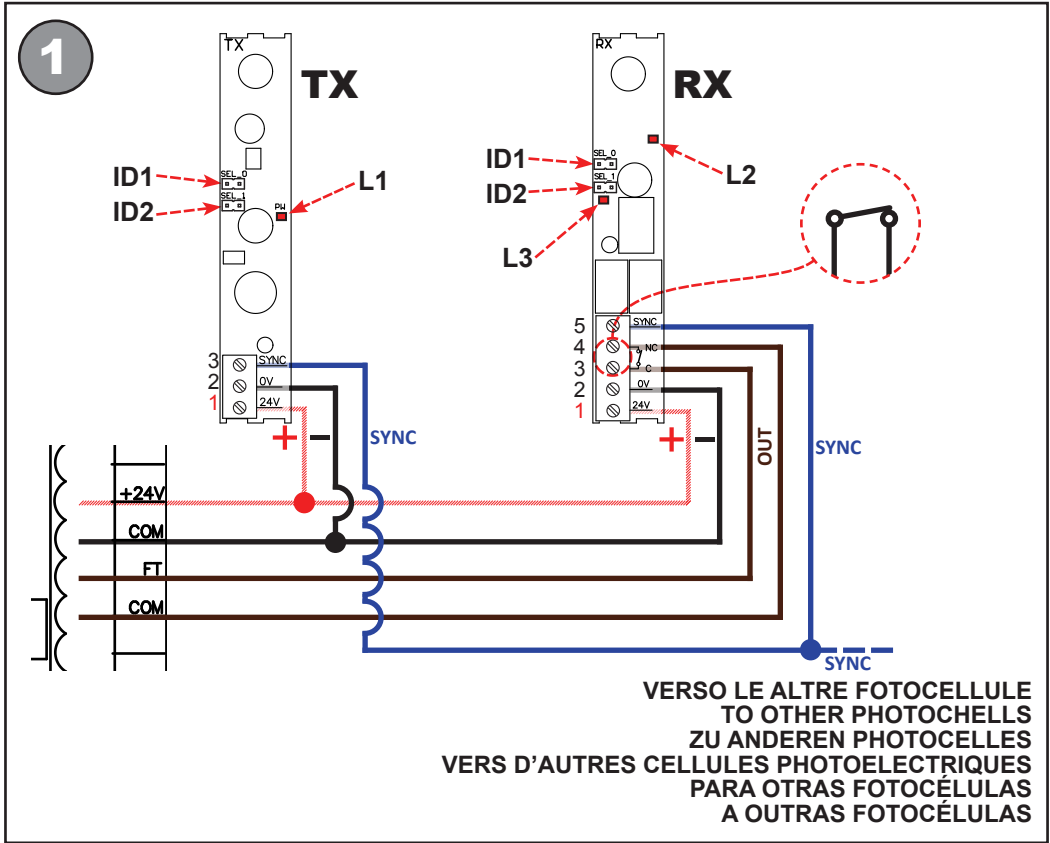 1
TX
TX
SEL_0
SEL_1
ID1
ID2
PW
L1
3 SYNC
2 0V
1 24V
+ −
SYNC
RX
RX
SEL_0
SEL_1
ID1
ID2
L2
L3
5 SYNC
4 NC
3 C
2 0V
1 24V
+ −
OUT
SYNC
+24V
COM
FT
COM
SYNC
VERSO LE ALTRE FOTOCELLULE
TO OTHER PHOTOCHELLS
ZU ANDEREN PHOTOCELLES
VERS D’AUTRES CELLULES PHOTOELECTRIQUES
PARA OTRAS FOTOCÉLULAS
A OUTRAS FOTOCÉLULAS